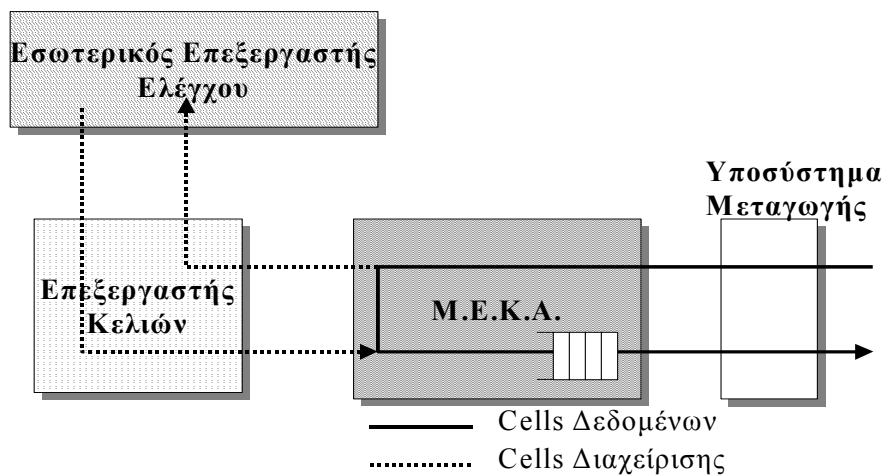 Εσωτερικός Επεξεργαστής
Ελέγχου
Υποσύστημα
Μεταγωγής
Επεξεργαστής
Κελιών
Μ.Ε.Κ.Α.
Cells Δεδομένων
Cells Διαχείρισης